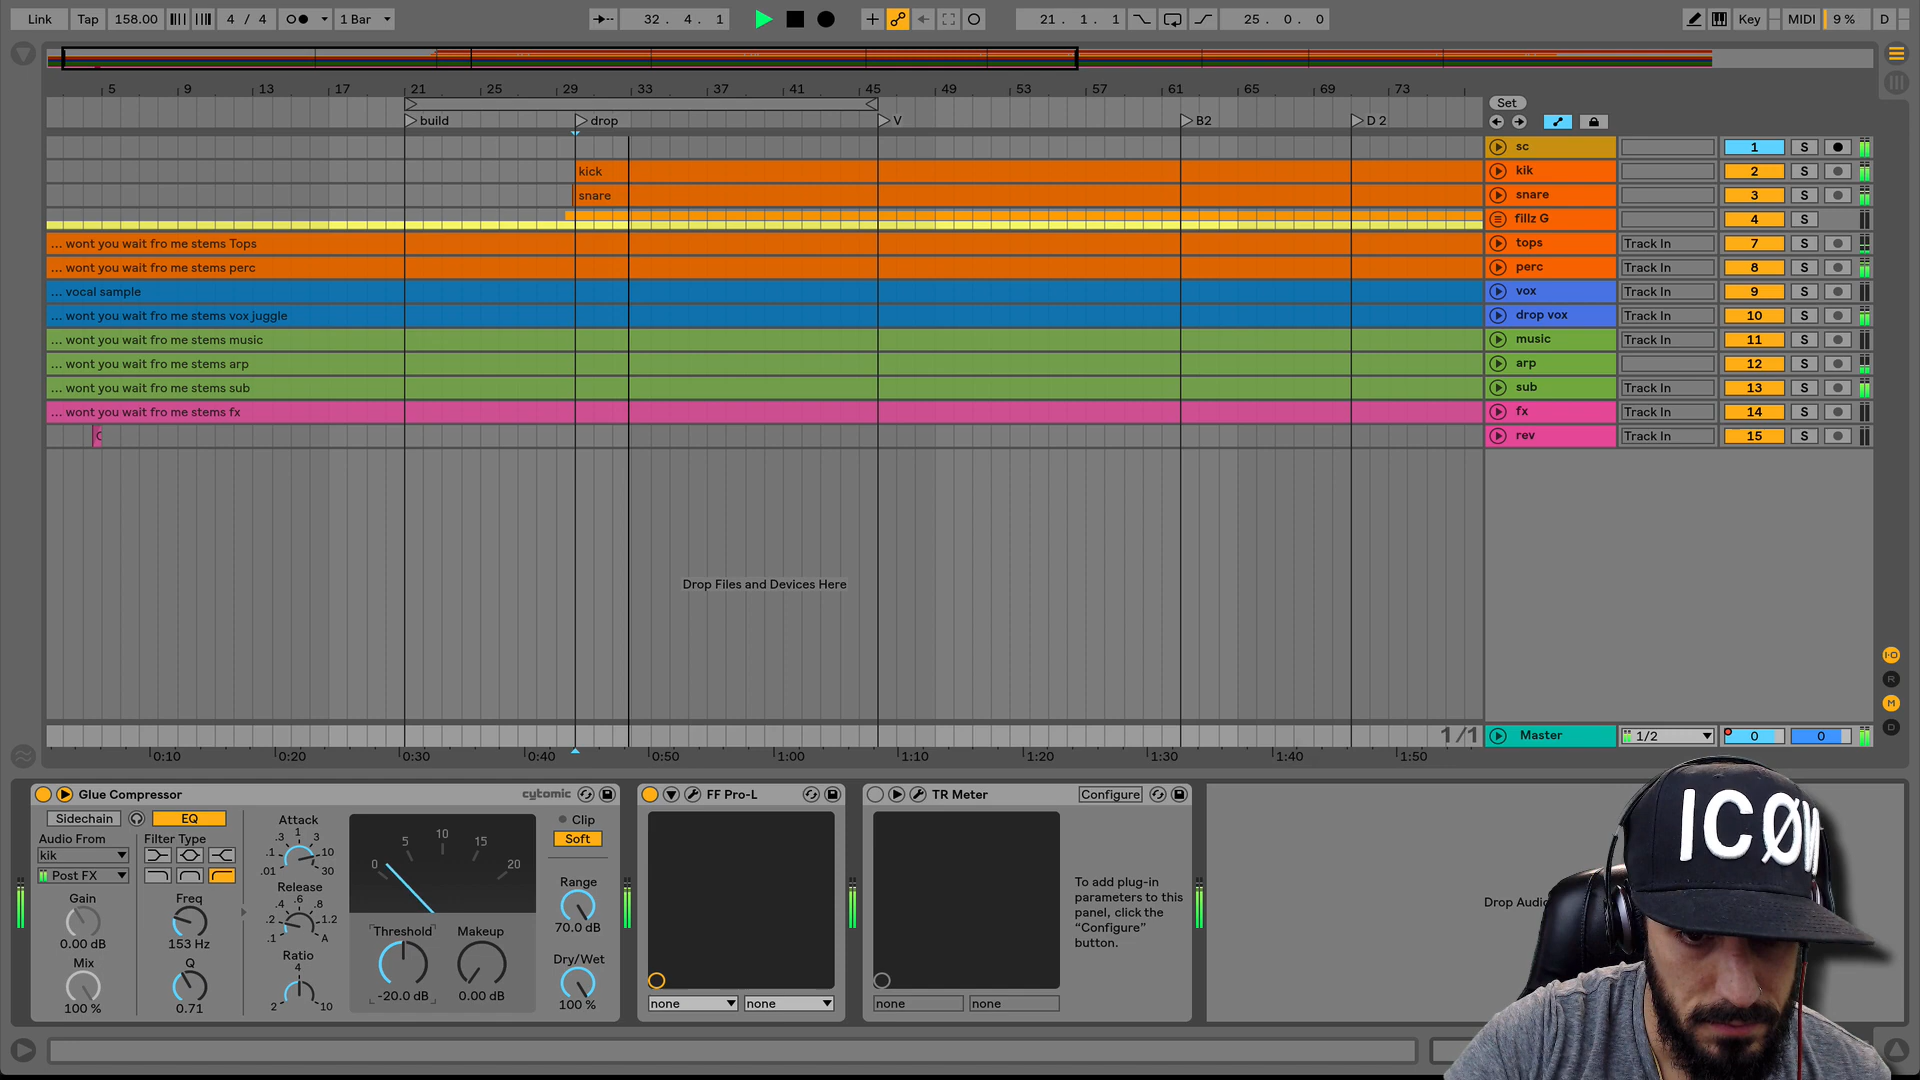 Link Tap 158.00 4 / 4 1 Bar 32. 4. 1 21. 1. 1 25. 0. 0 Key MIDI 9 % D
5 9 13 17 21 25 29 33 37 41 45 49 53 57 61 65 69 73
Set
build drop V B2 D 2
sc 1 S
kick kik 2 S
snare snare 3 S
fillz G 4 S
... wont you wait fro me stems Tops tops Track In 7 S
... wont you wait fro me stems perc perc Track In 8 S
... vocal sample vox Track In 9 S
... wont you wait fro me stems vox juggle drop vox Track In 10 S
... wont you wait fro me stems music music Track In 11 S
... wont you wait fro me stems arp arp 12 S
... wont you wait fro me stems sub sub Track In 13 S
... wont you wait fro me stems fx fx Track In 14 S
rev Track In 15 S
Drop Files and Devices Here
I·O
R
M
D
1/1 Master 1/2 0 0
0:10 0:20 0:30 0:40 0:50 1:00 1:10 1:20 1:30 1:40 1:50
Glue Compressor cytomic
Sidechain EQ
Audio From Filter Type
kik
Post FX
Gain Freq
0.00 dB 153 Hz
Mix Q
100 % 0.71
Attack
.01 .1 .3 1 3 10 30
Release
.1 .2 .4 .6 .8 1.2 A
Ratio
2 4 10
0 5 10 15 20
Threshold Makeup
-20.0 dB 0.00 dB
Clip
Soft
Range
70.0 dB
Dry/Wet
100 %
FF Pro-L
none none
TR Meter Configure
To add plug-in
parameters to this
panel, click the
“Configure”
button.
none none
Drop Audio
ICØN